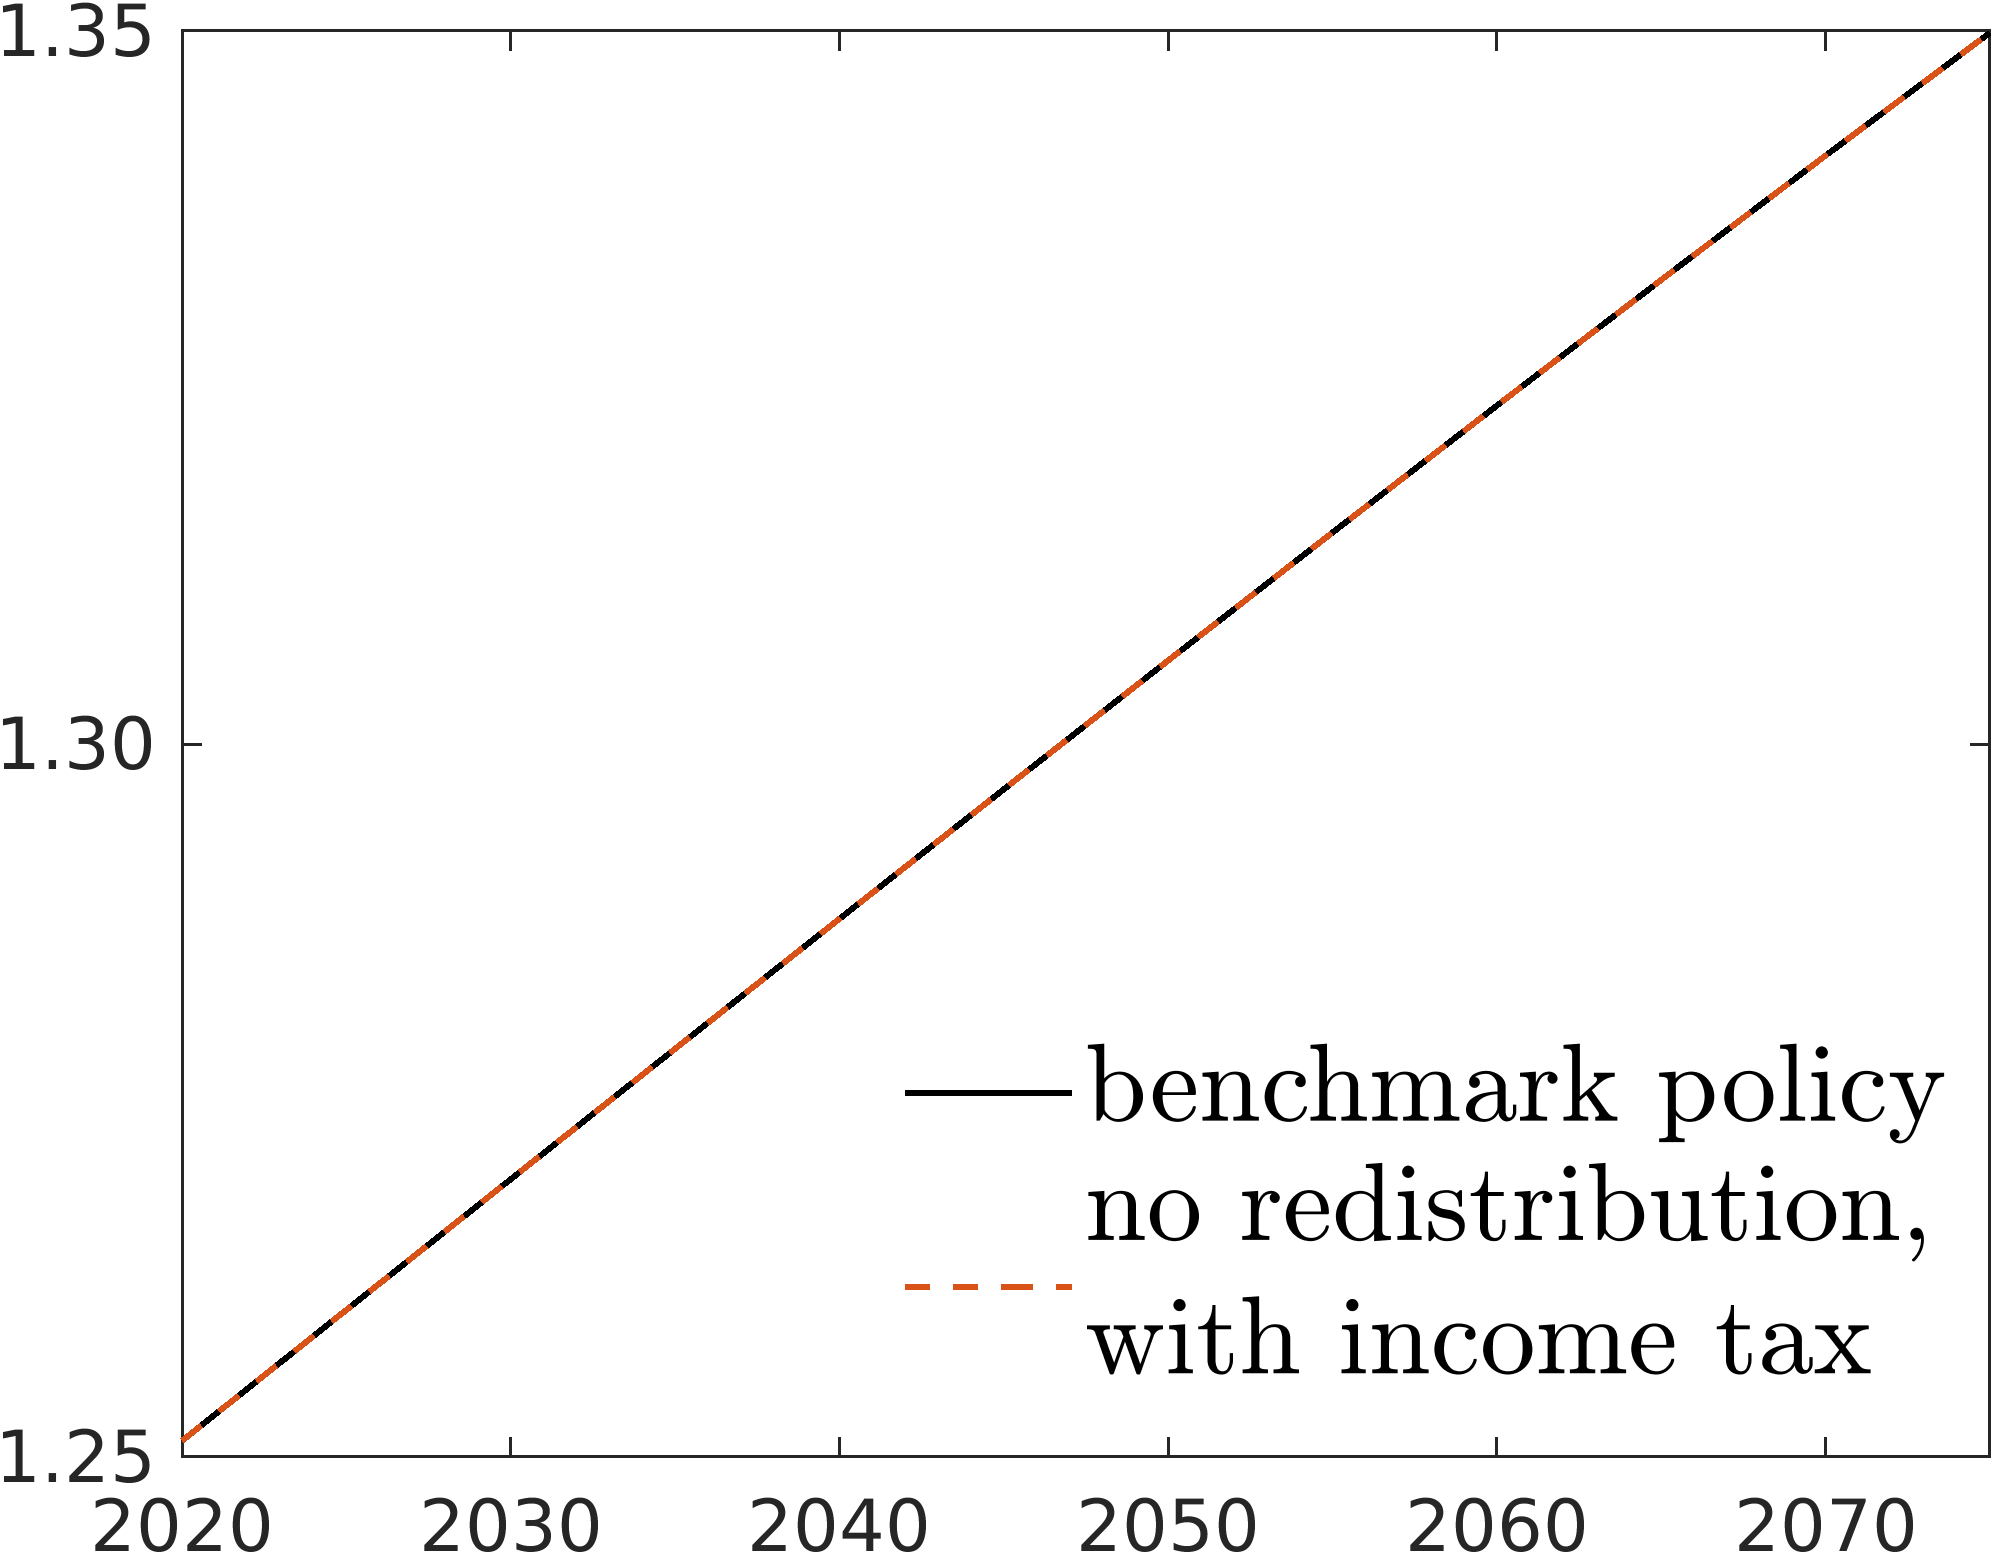 1.35
1.30
1.25
benchmark policy
no redistribution,
with income tax
2020 2030 2040 2050 2060 2070